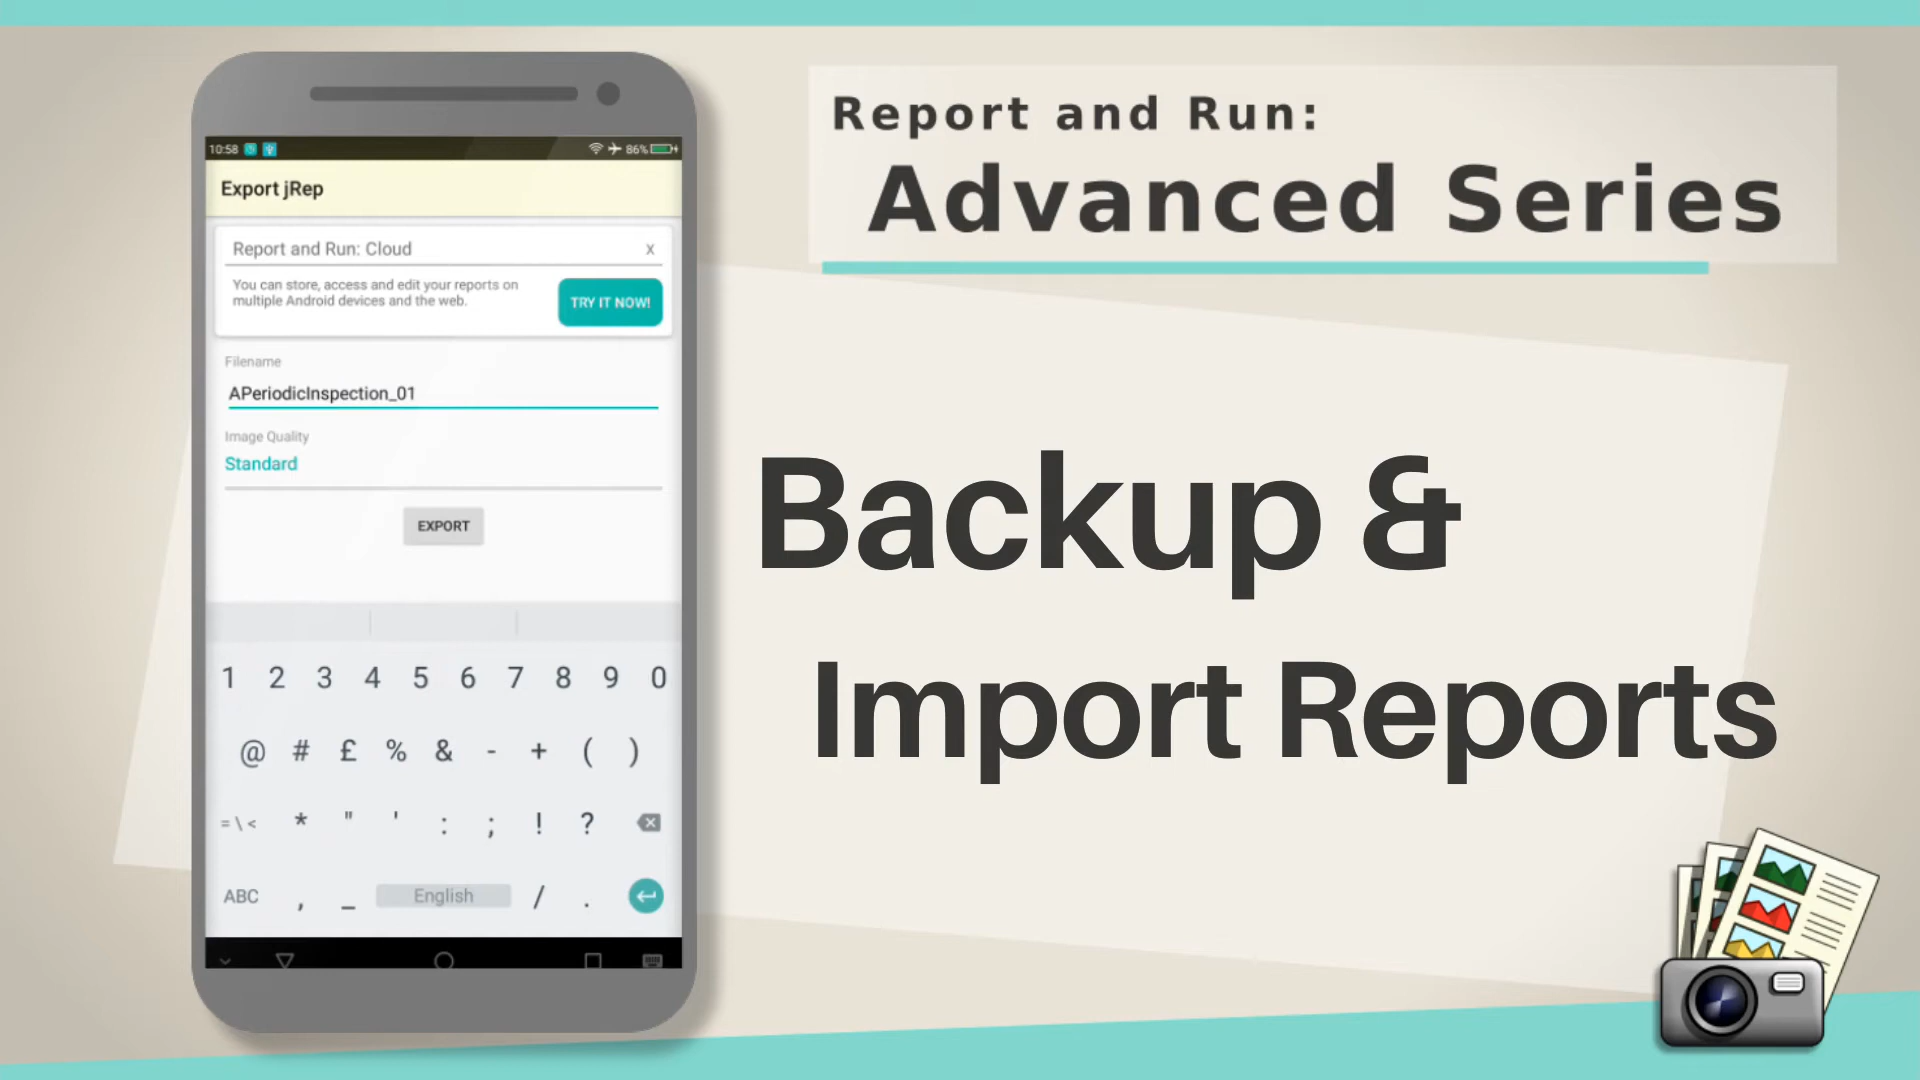 10:58
86%
Export jRep
Report and Run: Cloud x
You can store, access and edit your reports on
multiple Android devices and the web.
TRY IT NOW!
Filename
APeriodicInspection_01
Image Quality
Standard
EXPORT
1 2 3 4 5 6 7 8 9 0
@ # £ % & - + ( )
= \ < * " ' : ; ! ?
ABC , _ English / .
Report and Run:
Advanced Series
Backup &
Import Reports